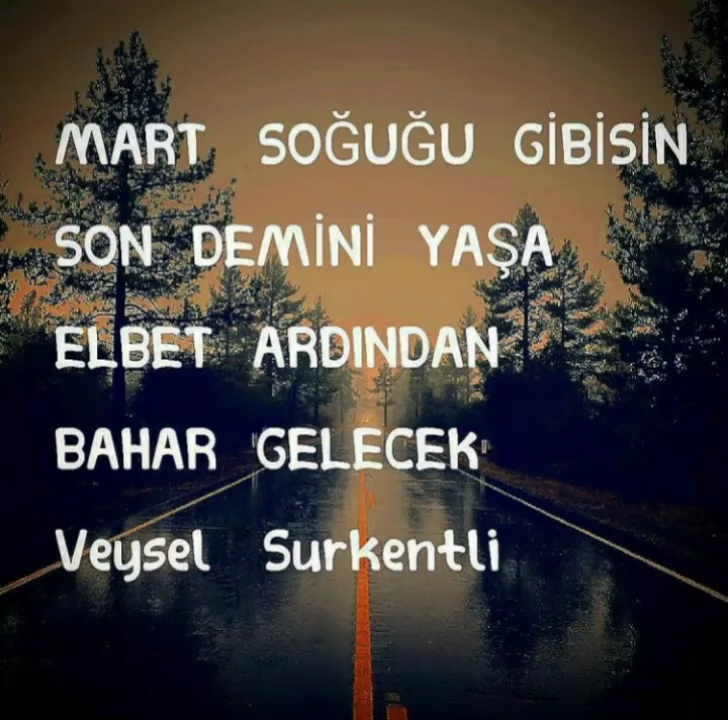 MART SOĞUĞU GİBİSİN
SON DEMİNİ YAŞA
ELBET ARDINDAN
BAHAR GELECEK
Veysel Surkentli